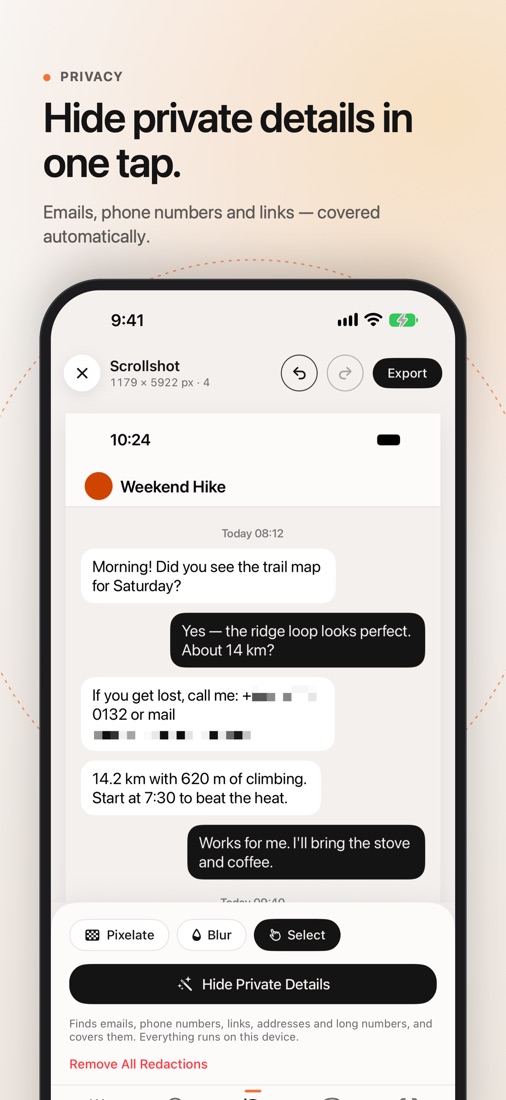 PRIVACY
Hide private details in
one tap.
Emails, phone numbers and links — covered
automatically.
9:41
Scrollshot
1179 × 5922 px · 4
Export
10:24
Weekend Hike
Today 08:12
Morning! Did you see the trail map
for Saturday?
Yes — the ridge loop looks perfect.
About 14 km?
If you get lost, call me: +
0132 or mail
14.2 km with 620 m of climbing.
Start at 7:30 to beat the heat.
Works for me. I'll bring the stove
and coffee.
Today 09:40
Pixelate
Blur
Select
Hide Private Details
Finds emails, phone numbers, links, addresses and long numbers, and
covers them. Everything runs on this device.
Remove All Redactions